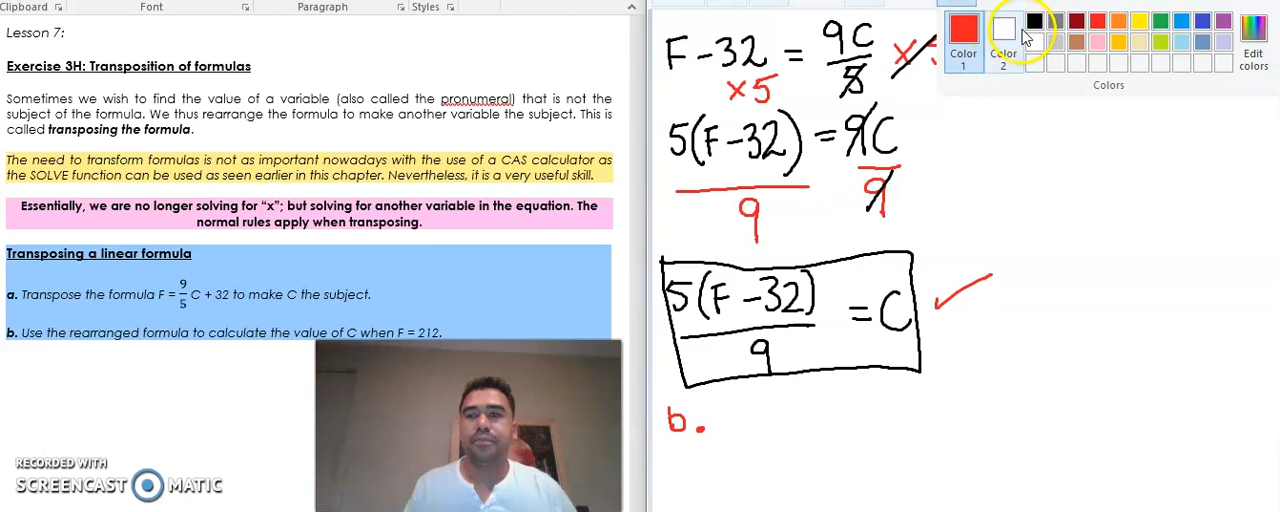 Clipboard
Font
Paragraph
Styles
Lesson 7:
Exercise 3H: Transposition of formulas
Sometimes we wish to find the value of a variable (also called the pronumeral) that is not the
subject of the formula. We thus rearrange the formula to make another variable the subject. This is
called transposing the formula.
The need to transform formulas is not as important nowadays with the use of a CAS calculator as
the SOLVE function can be used as seen earlier in this chapter. Nevertheless, it is a very useful skill.
Essentially, we are no longer solving for “x”; but solving for another variable in the equation. The
normal rules apply when transposing.
Transposing a linear formula
a. Transpose the formula F = 9/5 C + 32 to make C the subject.
b. Use the rearranged formula to calculate the value of C when F = 212.
RECORDED WITH
SCREENCAST MATIC
F - 32 = 9C/5 ×5
×5
5(F - 32) = 9C
9 9
5(F - 32)/9 = C
b.
Color 1
Color 2
Edit colors
Colors